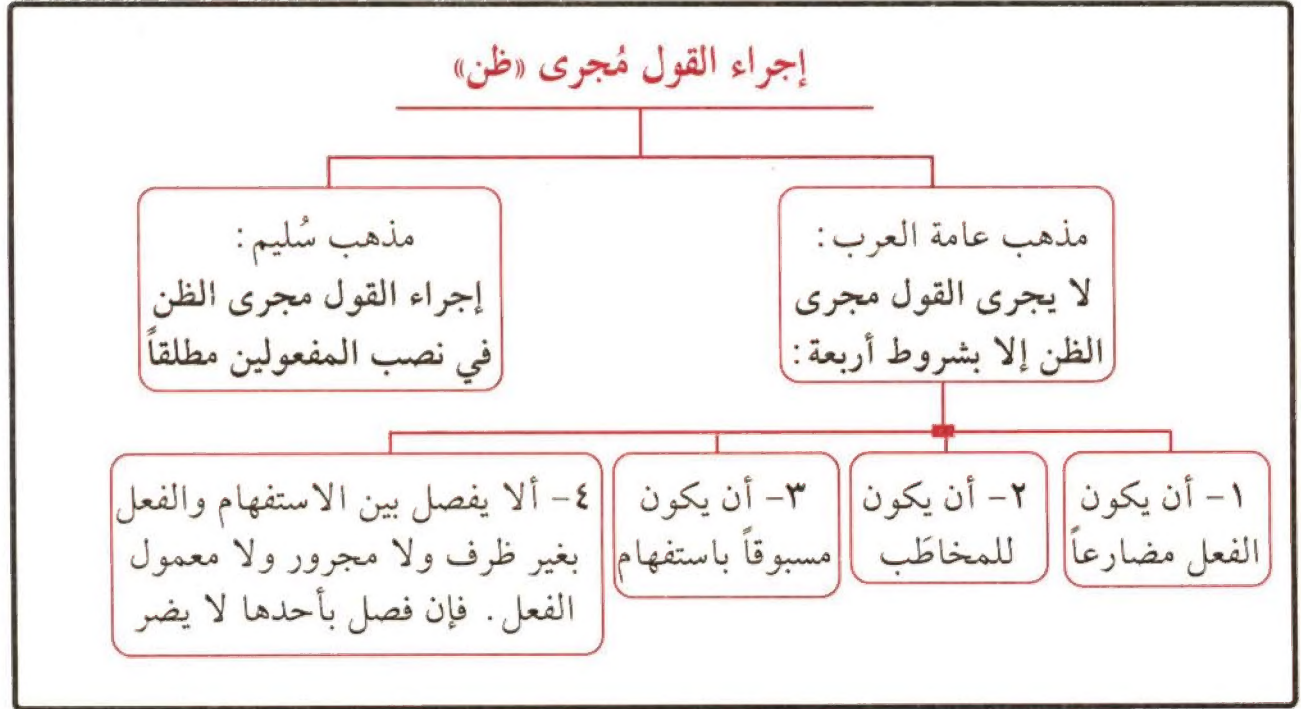 إجراء القول مُجرى «ظن»
مذهب عامة العرب:
لا يجرى القول مجرى
الظن إلا بشروط أربعة:
مذهب سُليم:
إجراء القول مجرى الظن
في نصب المفعولين مطلقاً
١- أن يكون
الفعل مضارعاً
٢- أن يكون
للمخاطَب
٣- أن يكون
مسبوقاً باستفهام
٤- ألا يفصل بين الاستفهام والفعل
بغير ظرف ولا مجرور ولا معمول
الفعل. فإن فصل بأحدها لا يضر